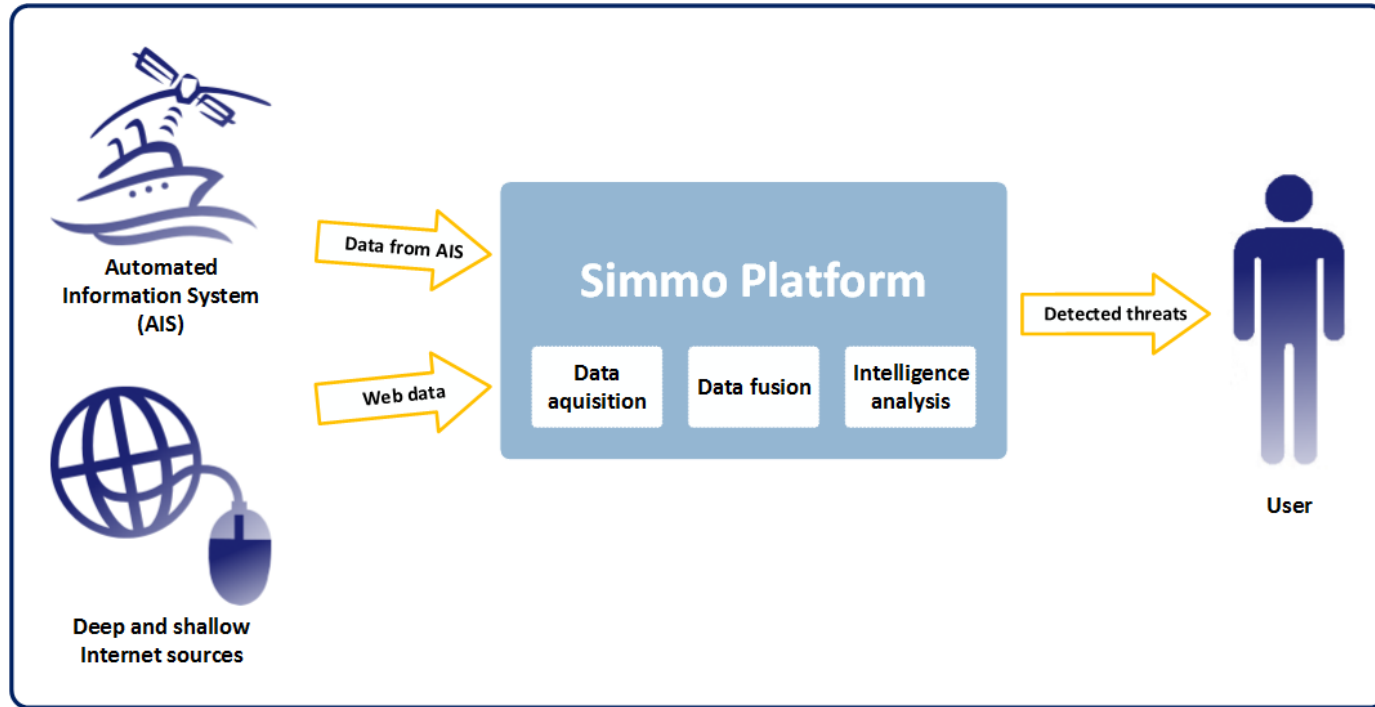 Automated
Information System
(AIS)
Data from AIS
Web data
Deep and shallow
Internet sources
Simmo Platform
Data
aquisition
Data fusion
Intelligence
analysis
Detected threats
User